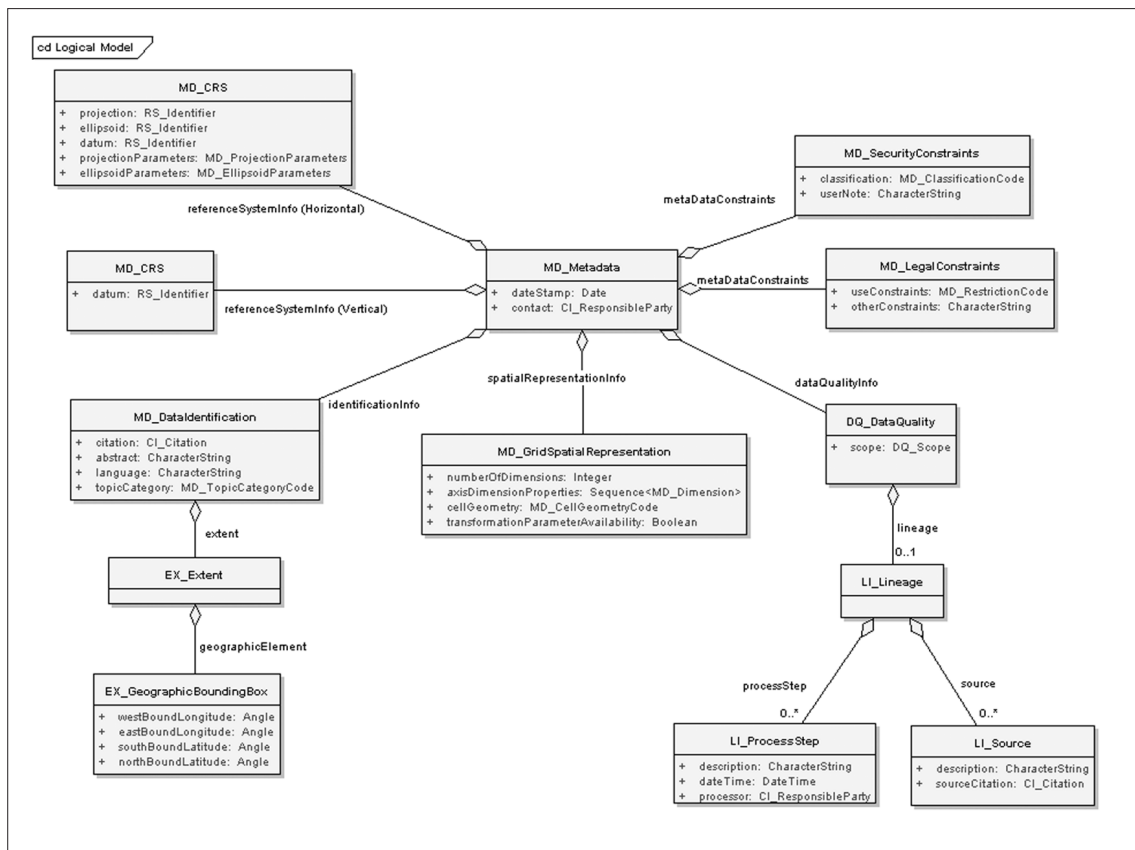 cd Logical Model
MD_CRS
+ projection: RS_Identifier
+ ellipsoid: RS_Identifier
+ datum: RS_Identifier
+ projectionParameters: MD_ProjectionParameters
+ ellipsoidParameters: MD_EllipsoidParameters
referenceSystemInfo (Horizontal)
MD_SecurityConstraints
+ classification: MD_ClassificationCode
+ userNote: CharacterString
metaDataConstraints
MD_CRS
+ datum: RS_Identifier
referenceSystemInfo (Vertical)
MD_Metadata
+ dateStamp: Date
+ contact: CI_ResponsibleParty
metaDataConstraints
MD_LegalConstraints
+ useConstraints: MD_RestrictionCode
+ otherConstraints: CharacterString
spatialRepresentationInfo
dataQualityInfo
identificationInfo
MD_DataIdentification
+ citation: CI_Citation
+ abstract: CharacterString
+ language: CharacterString
+ topicCategory: MD_TopicCategoryCode
MD_GridSpatialRepresentation
+ numberOfDimensions: Integer
+ axisDimensionProperties: Sequence<MD_Dimension>
+ cellGeometry: MD_CellGeometryCode
+ transformationParameterAvailability: Boolean
DQ_DataQuality
+ scope: DQ_Scope
extent
lineage
0..1
EX_Extent
LI_Lineage
geographicElement
EX_GeographicBoundingBox
+ westBoundLongitude: Angle
+ eastBoundLongitude: Angle
+ southBoundLatitude: Angle
+ northBoundLatitude: Angle
processStep
0..*
source
0..*
LI_ProcessStep
+ description: CharacterString
+ dateTime: DateTime
+ processor: CI_ResponsibleParty
LI_Source
+ description: CharacterString
+ sourceCitation: CI_Citation